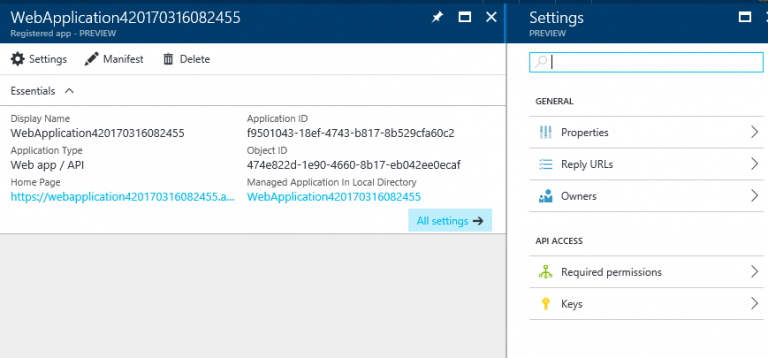 WebApplication420170316082455
Registered app - PREVIEW
Settings Manifest Delete
Essentials
Display Name
WebApplication420170316082455
Application Type
Web app / API
Home Page
https://webapplication420170316082455.a...
Application ID
f9501043-18ef-4743-b817-8b529cfa60c2
Object ID
474e822d-1e90-4660-8b17-eb042ee0ecaf
Managed Application In Local Directory
WebApplication420170316082455
All settings
Settings
PREVIEW
GENERAL
Properties
Reply URLs
Owners
API ACCESS
Required permissions
Keys